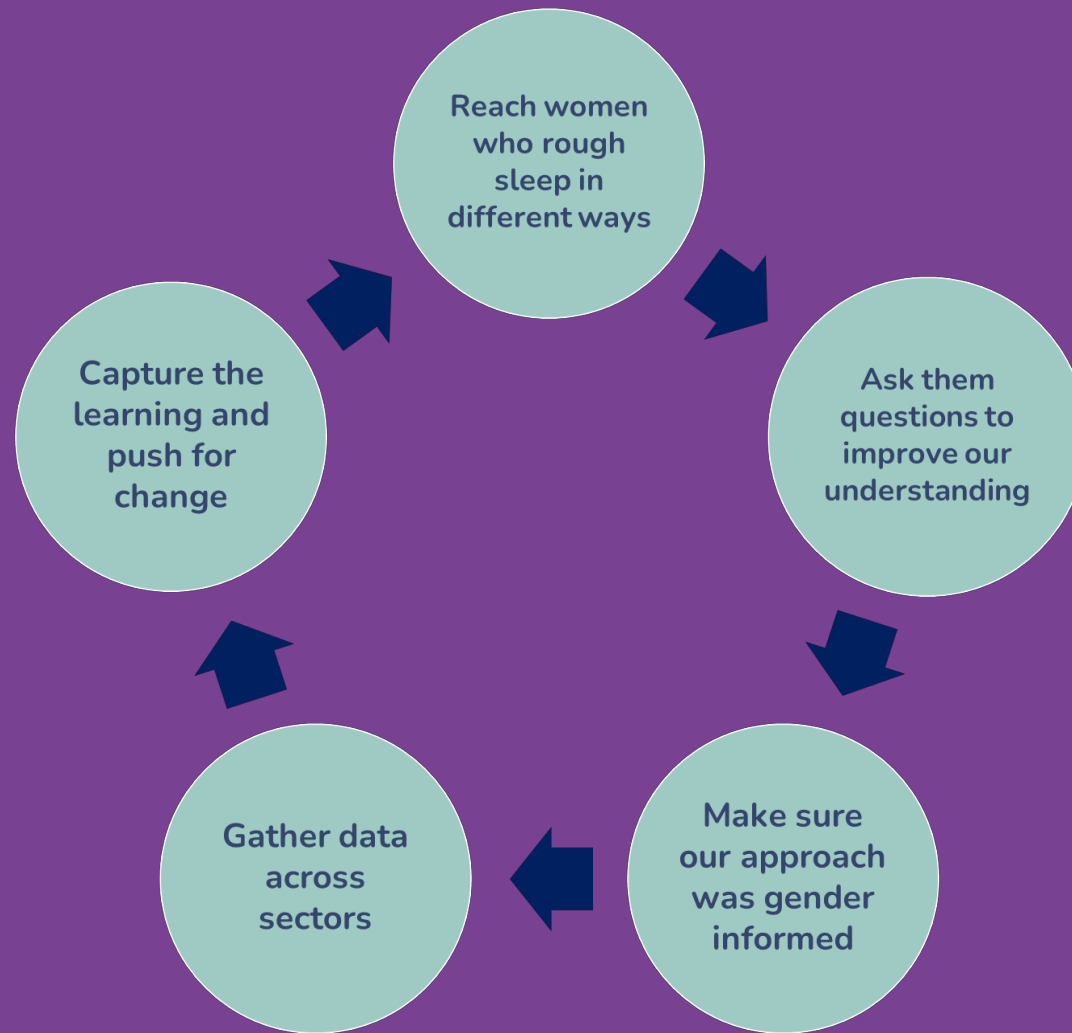 Reach women
who rough
sleep in
different ways
Ask them
questions to
improve our
understanding
Make sure
our approach
was gender
informed
Gather data
across
sectors
Capture the
learning and
push for
change